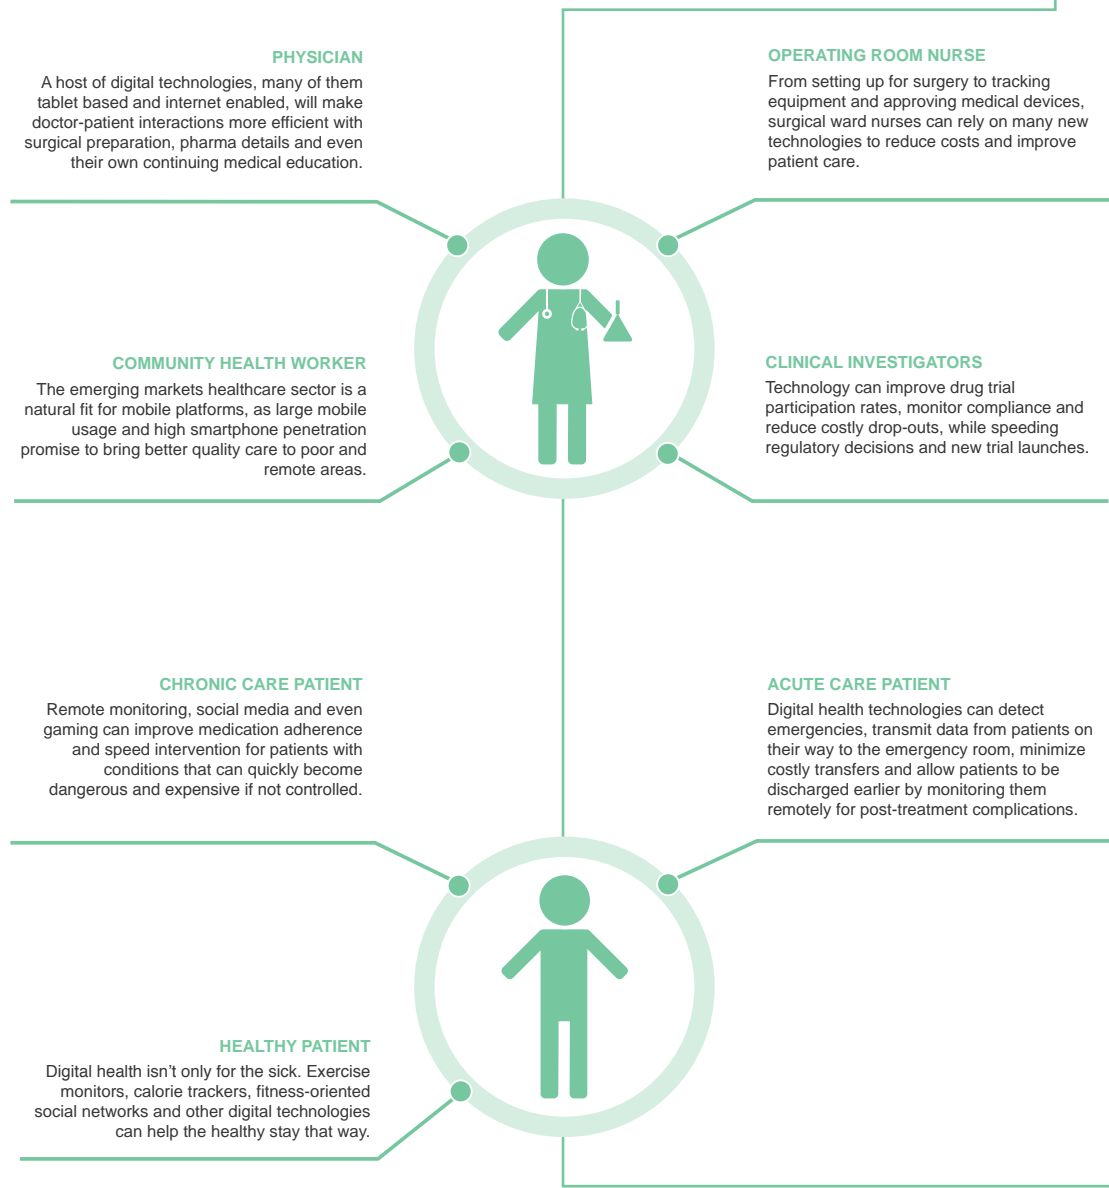 PHYSICIAN
A host of digital technologies, many of them
tablet based and internet enabled, will make
doctor-patient interactions more efficient with
surgical preparation, pharma details and even
their own continuing medical education.
OPERATING ROOM NURSE
From setting up for surgery to tracking
equipment and approving medical devices,
surgical ward nurses can rely on many new
technologies to reduce costs and improve
patient care.
COMMUNITY HEALTH WORKER
The emerging markets healthcare sector is a
natural fit for mobile platforms, as large mobile
usage and high smartphone penetration
promise to bring better quality care to poor and
remote areas.
CLINICAL INVESTIGATORS
Technology can improve drug trial
participation rates, monitor compliance and
reduce costly drop-outs, while speeding
regulatory decisions and new trial launches.
CHRONIC CARE PATIENT
Remote monitoring, social media and even
gaming can improve medication adherence
and speed intervention for patients with
conditions that can quickly become
dangerous and expensive if not controlled.
ACUTE CARE PATIENT
Digital health technologies can detect
emergencies, transmit data from patients on
their way to the emergency room, minimize
costly transfers and allow patients to be
discharged earlier by monitoring them
remotely for post-treatment complications.
HEALTHY PATIENT
Digital health isn’t only for the sick. Exercise
monitors, calorie trackers, fitness-oriented
social networks and other digital technologies
can help the healthy stay that way.